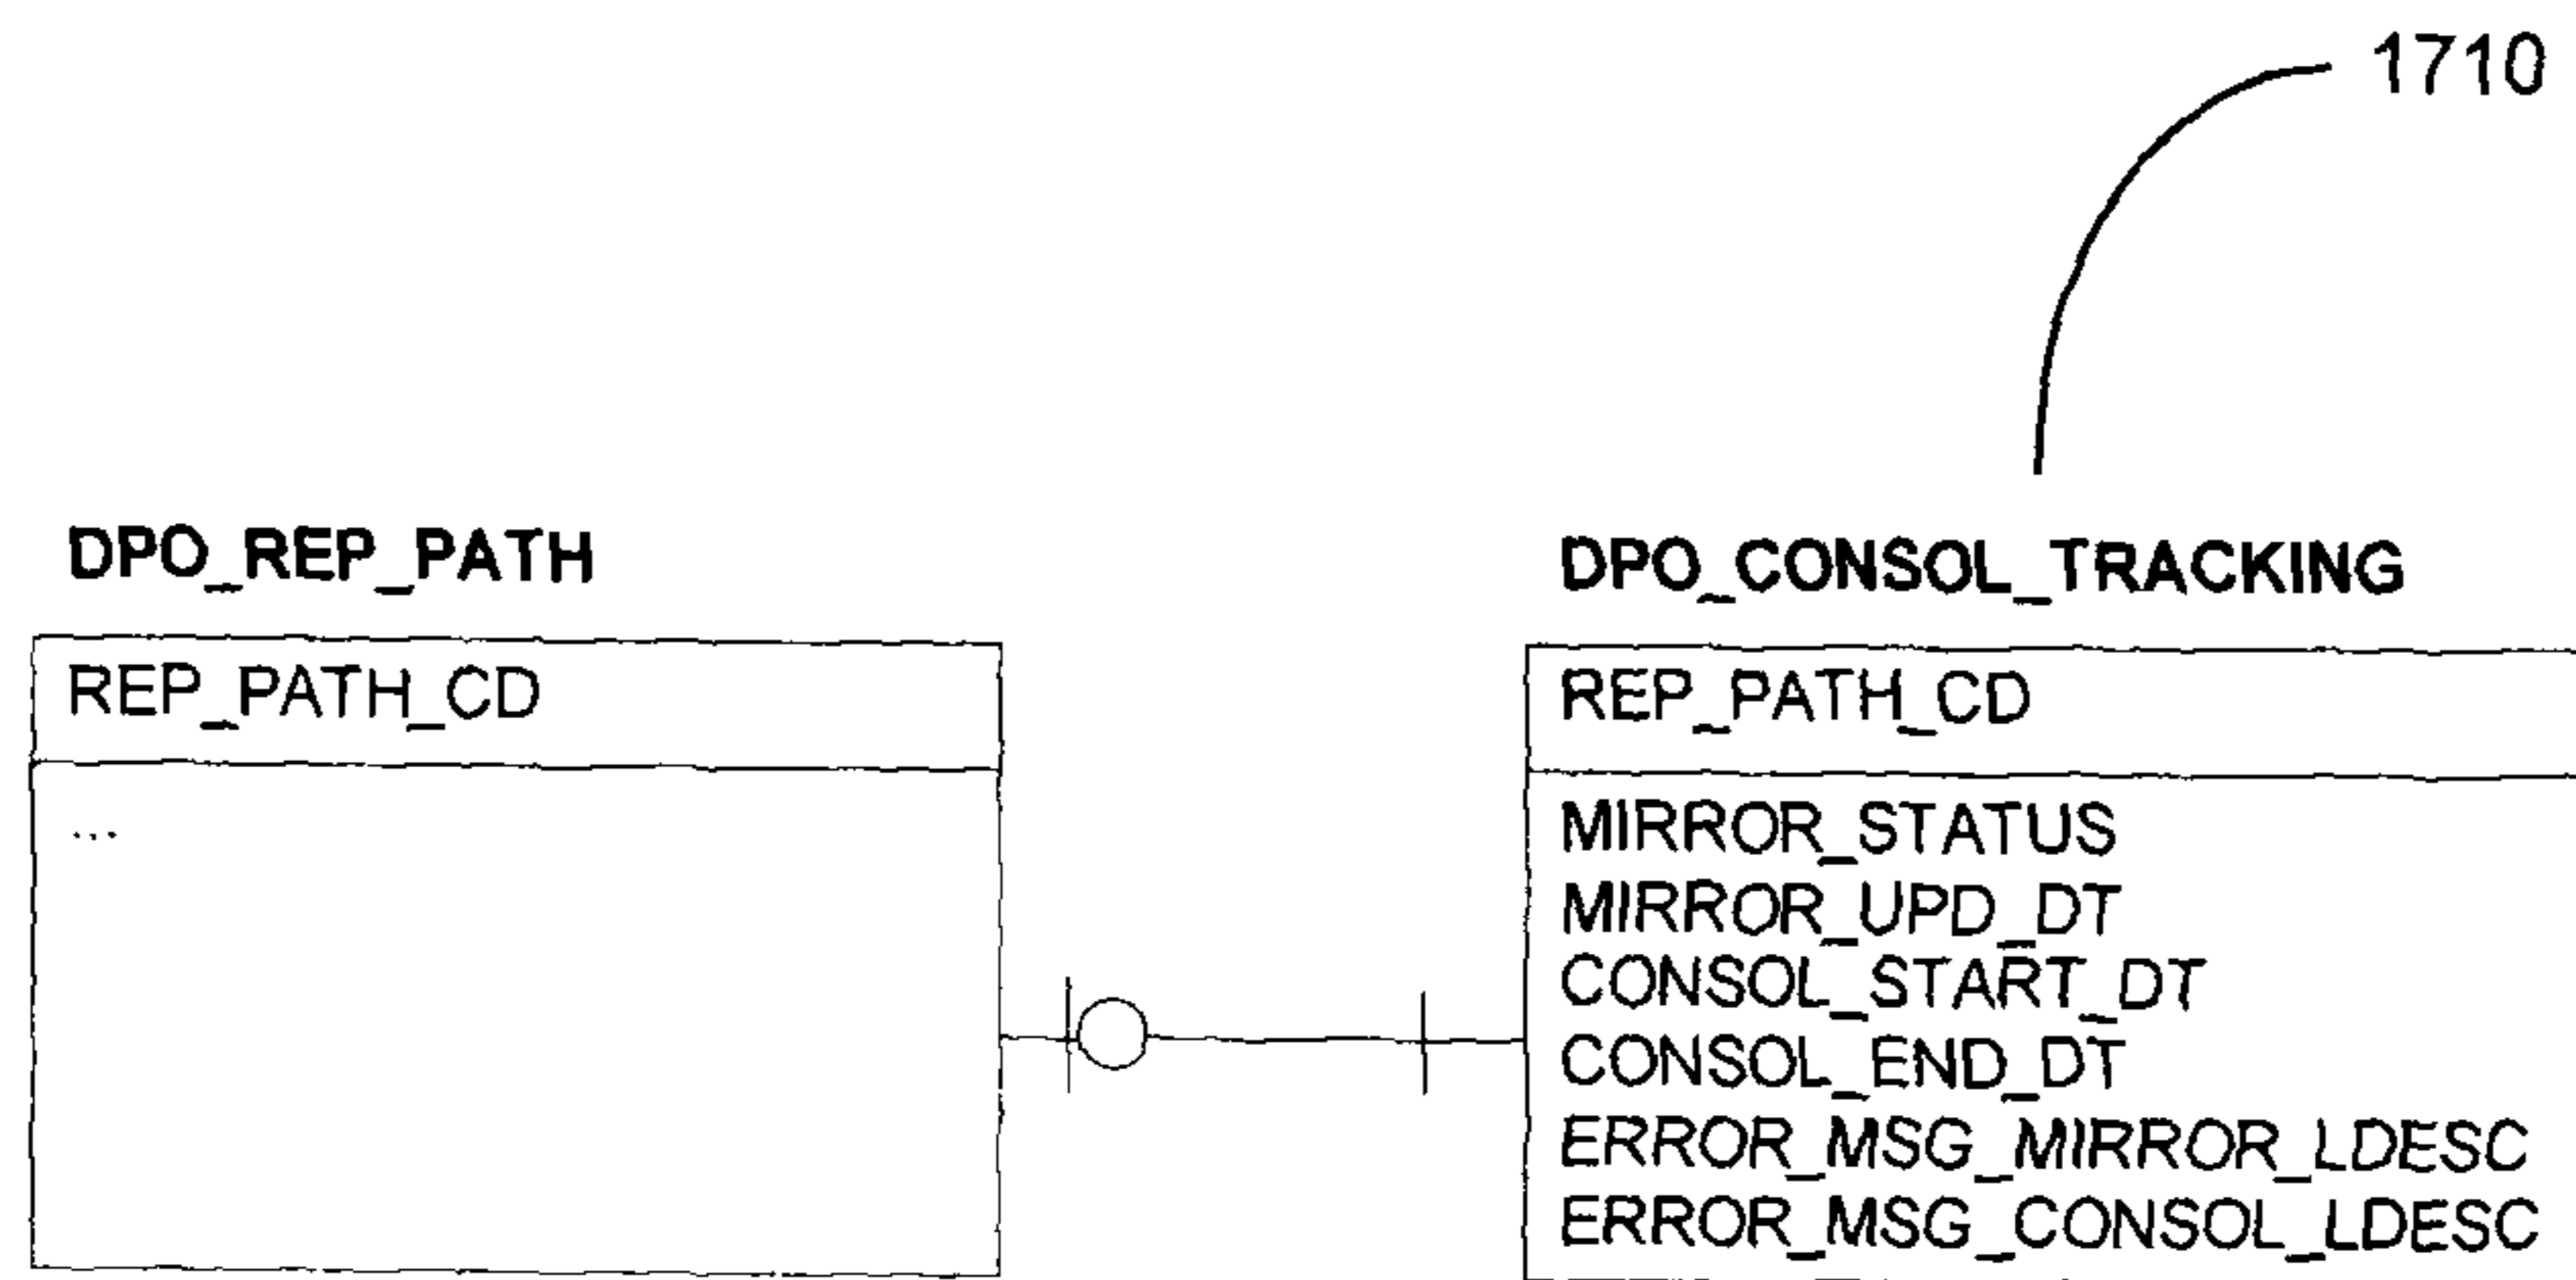 1710
DPO_REP_PATH
REP_PATH_CD
...
DPO_CONSOL_TRACKING
REP_PATH_CD
MIRROR_STATUS
MIRROR_UPD_DT
CONSOL_START_DT
CONSOL_END_DT
ERROR_MSG_MIRROR_LDESC
ERROR_MSG_CONSOL_LDESC